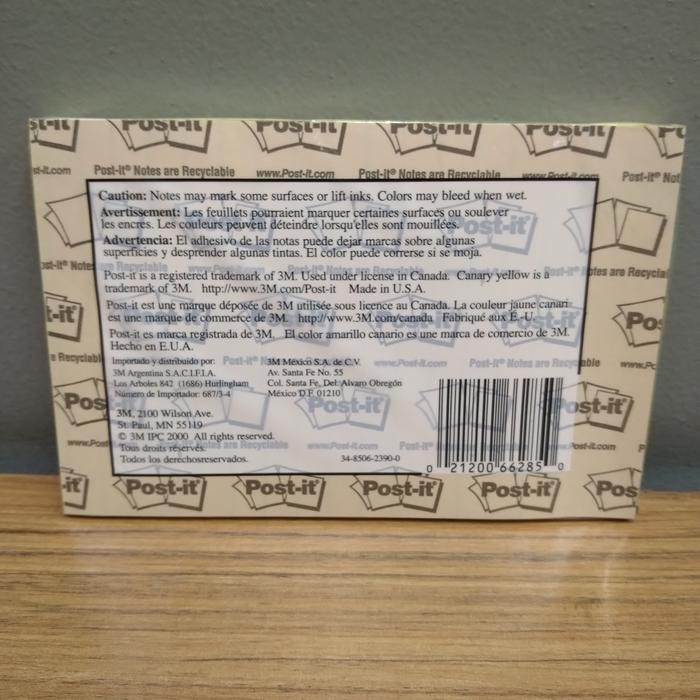 Post-it Post-it Post-it Post-it
st-it.com Post-it® Notes are Recyclable www.Post-it.com Post-it® Notes are Recyclable www.Post-it.com Post-it® Not
Caution: Notes may mark some surfaces or lift inks. Colors may bleed when wet.
Avertissement: Les feuillets pourraient marquer certaines surfaces ou soulever
les encres. Les couleurs peuvent déteindre lorsqu'elles sont mouillées.
Advertencia: El adhesivo de las notas puede dejar marcas sobre algunas
superficies y desprender algunas tintas. El color puede correrse si se moja.
Post-it is a registered trademark of 3M. Used under license in Canada. Canary yellow is a
trademark of 3M. http://www.3M.com/Post-it Made in U.S.A.
Post-it est une marque déposée de 3M utilisée sous licence au Canada. La couleur jaune canari
est une marque de commerce de 3M. http://www.3M.com/canada Fabriqué aux É.-U.
Post-it es marca registrada de 3M. El color amarillo canario es una marca de comercio de 3M.
Hecho en E.U.A.
Importado y distribuido por:
3M Argentina S.A.C.I.F.I.A.
Los Arboles 842 (1686) Hurlingham
Número de Importador: 687/3-4
3M México S.A. de C.V.
Av. Santa Fe No. 55
Col. Santa Fe, Del. Alvaro Obregón
México D.F. 01210
3M, 2100 Wilson Ave.
St. Paul, MN 55119
© 3M IPC 2000 All rights reserved.
Tous droits réservés.
Todos los derechosreservados.
34-8506-2390-0
0 21200 66285 0
Post-it® Post-it® Post-it® Post-it® Pos